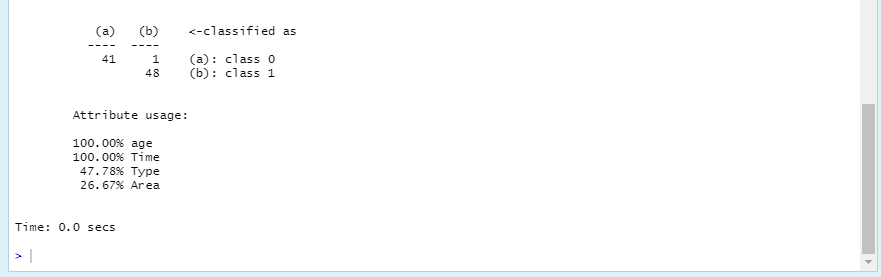 (a) (b) <-classified as
---- ----
41 1 (a): class 0
48 (b): class 1
Attribute usage:
100.00% age
100.00% Time
47.78% Type
26.67% Area
Time: 0.0 secs
>